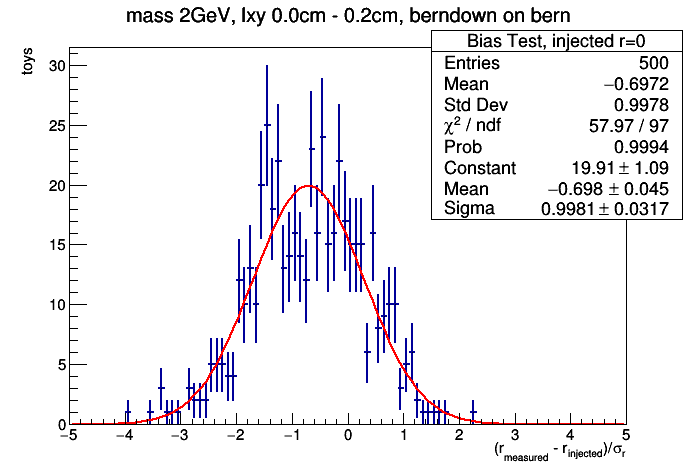 mass 2GeV, lxy 0.0cm - 0.2cm, berndown on bern
Bias Test, injected r=0
Entries 500
Mean −0.6972
Std Dev 0.9978
χ² / ndf 57.97 / 97
Prob 0.9994
Constant 19.91 ± 1.09
Mean −0.698 ± 0.045
Sigma 0.9981 ± 0.0317
toys
30
25
20
15
10
5
0
−5 −4 −3 −2 −1 0 1 2 3 4 5
(r_measured - r_injected)/σ_r